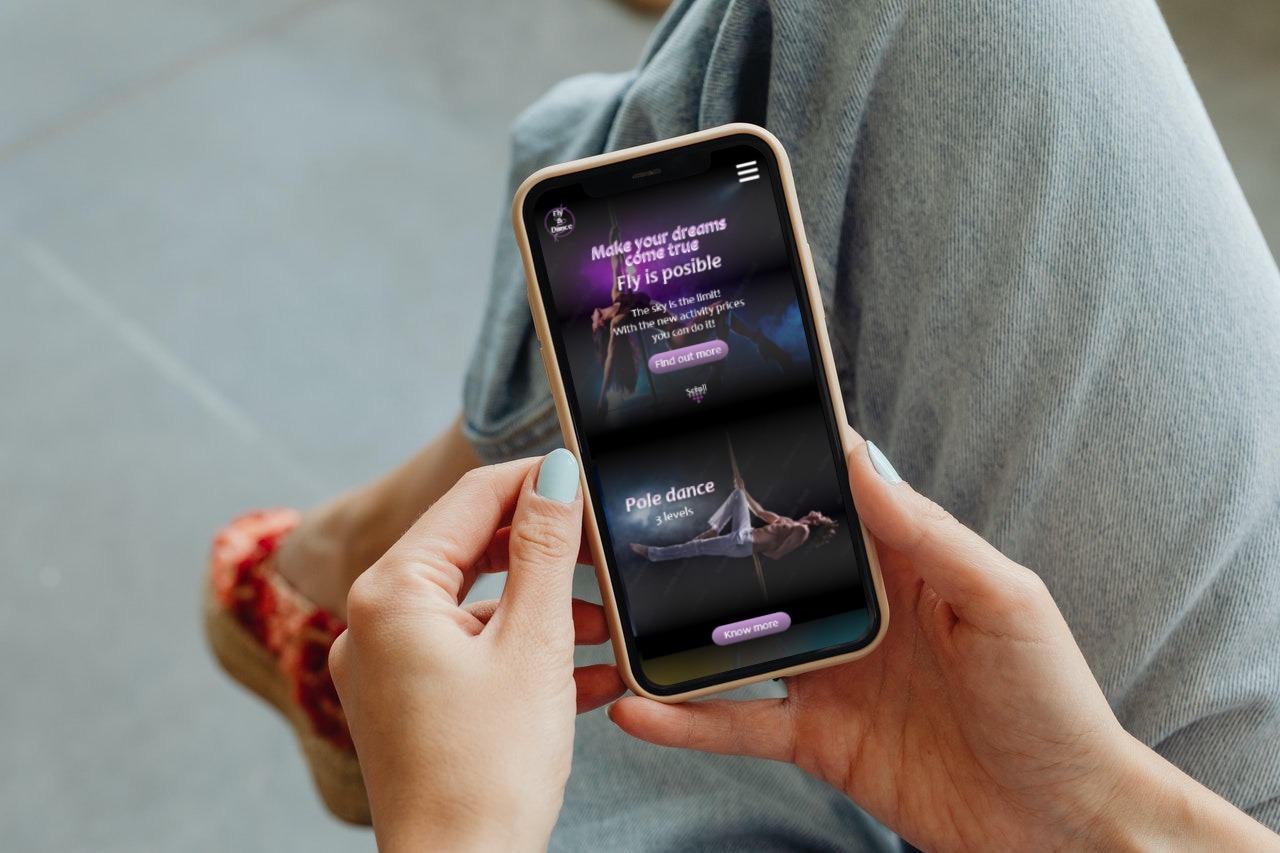 Fly
&
Dance
Make your dreams
come true
Fly is posible
The sky is the limit!
With the new activity prices
you can do it!
Find out more
Scroll
Pole dance
3 levels
Know more